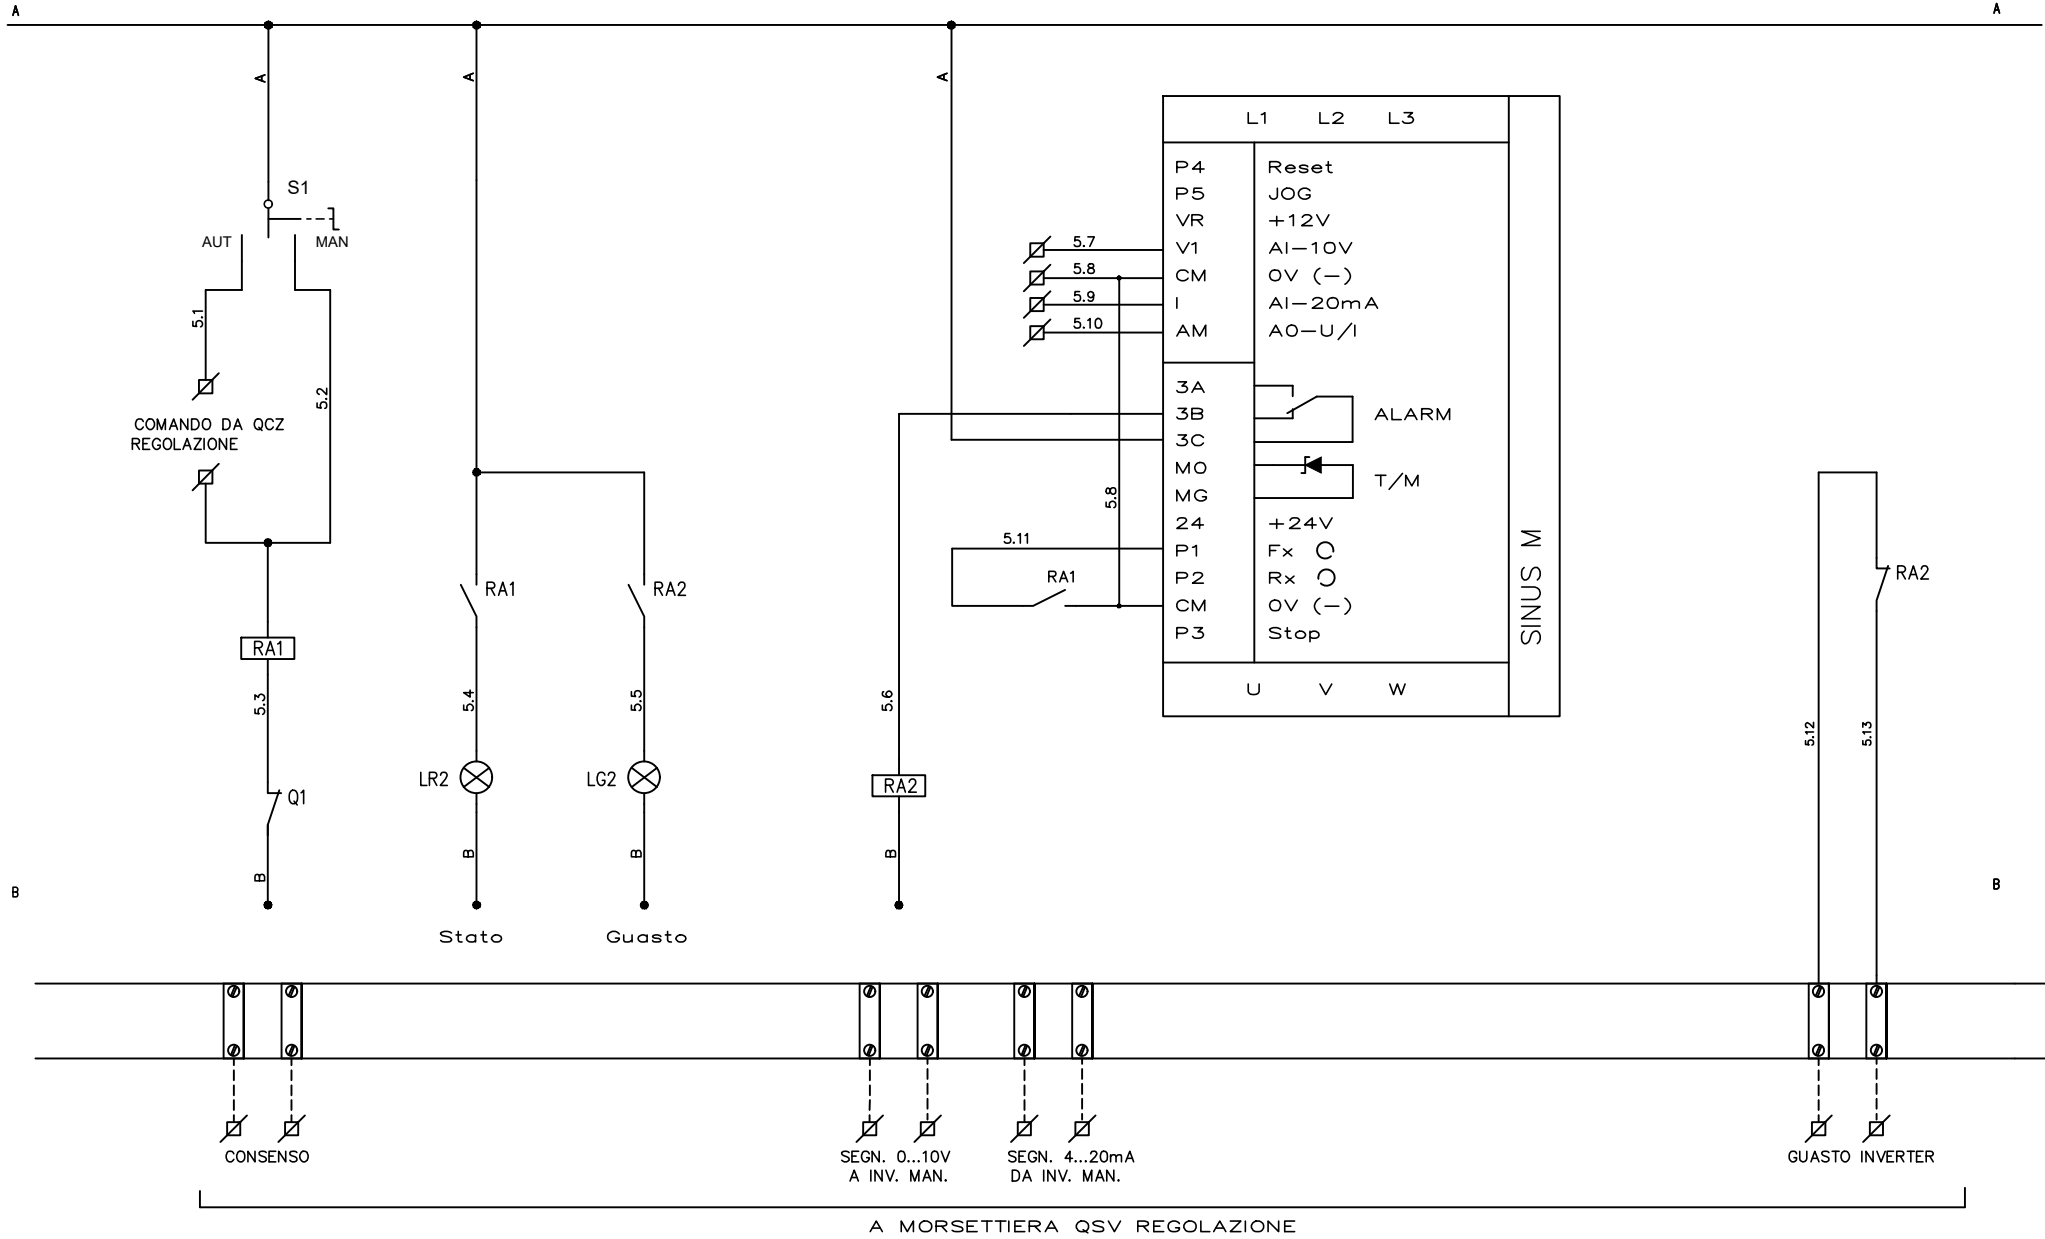 A
A
A
A
A
L1 L2 L3
S1
AUT
MAN
P4 Reset
P5 JOG
VR +12V
5.7
V1 AI-10V
5.8
CM 0V (-)
5.9
I AI-20mA
5.10
AM AO-U/I
5.1
5.2
3A
3B ALARM
3C
COMANDO DA QCZ
REGOLAZIONE
MO
MG T/M
5.8
24 +24V
5.11
P1 Fx
P2 Rx
RA1
CM 0V (-)
P3 Stop
SINUS M
RA1
RA2
RA2
RA1
U V W
5.3
5.4
5.5
5.6
5.12
5.13
LR2
LG2
RA2
Q1
B
B
B
B
B
B
Stato
Guasto
CONSENSO
SEGN. 0...10V
A INV. MAN.
SEGN. 4...20mA
DA INV. MAN.
GUASTO INVERTER
A MORSETTIERA QSV REGOLAZIONE